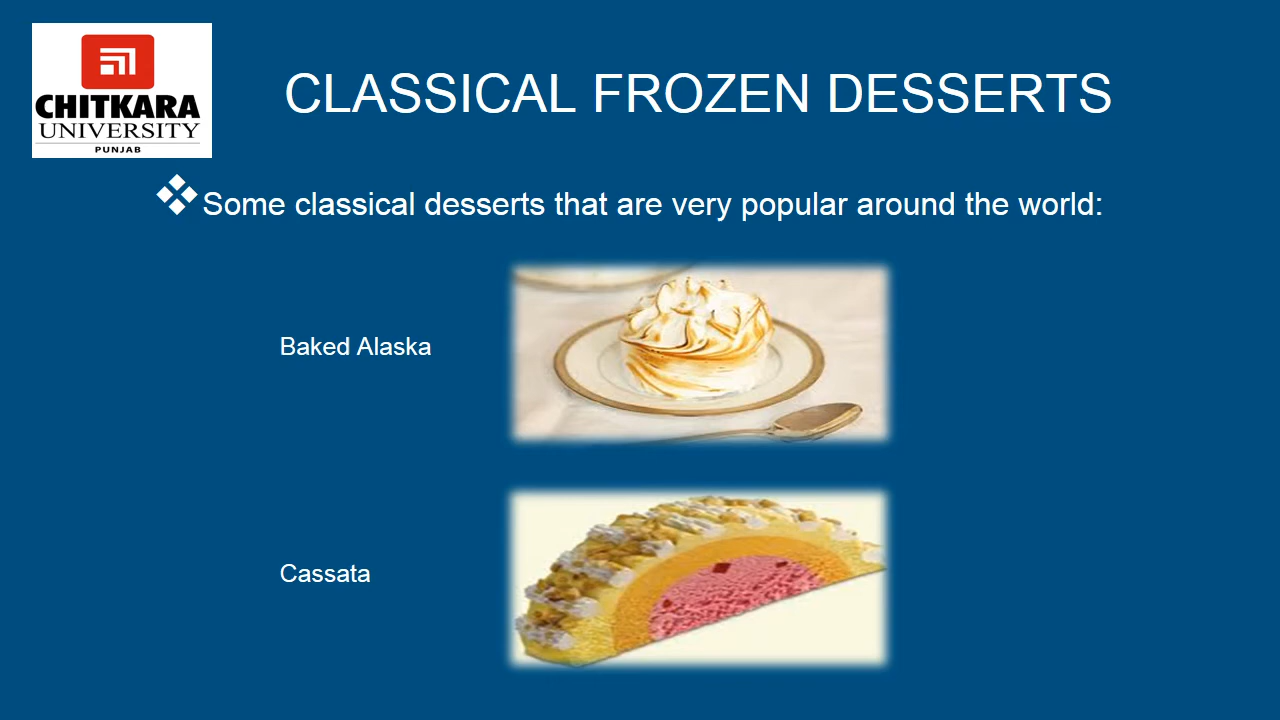 CHITKARA
UNIVERSITY
PUNJAB
CLASSICAL FROZEN DESSERTS
Some classical desserts that are very popular around the world:
Baked Alaska
Cassata